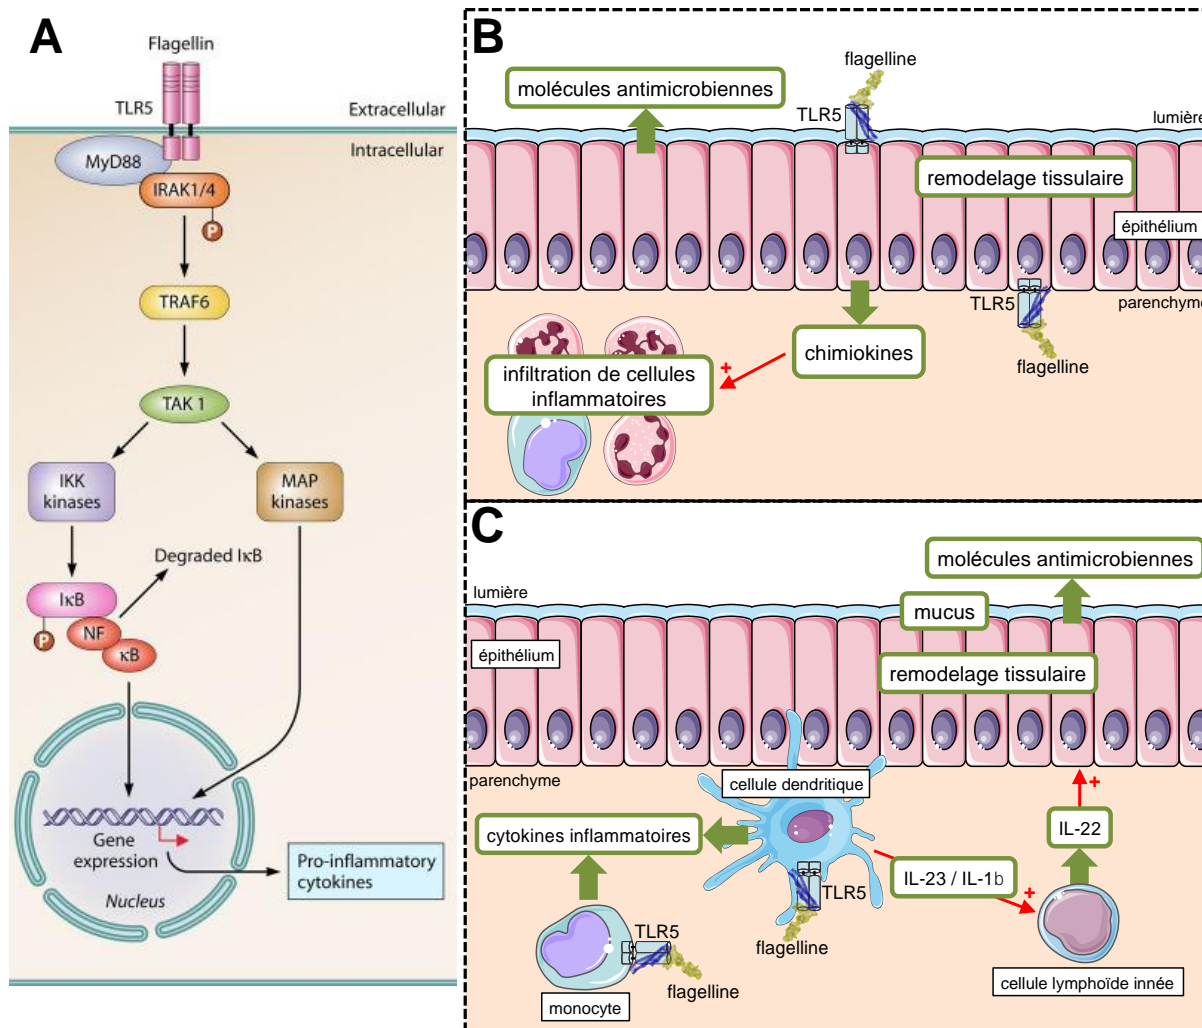 A
Flagellin
TLR5
Extracellular
Intracellular
MyD88
IRAK1/4
P
TRAF6
TAK 1
IKK
kinases
MAP
kinases
Degraded IκB
IκB
P
NF
κB
Gene
expression
Nucleus
Pro-inflammatory
cytokines
B
flagelline
molécules antimicrobiennes
TLR5
lumière
remodelage tissulaire
épithélium
TLR5
parenchyme
flagelline
chimiokines
+
infiltration de cellules
inflammatoires
C
molécules antimicrobiennes
lumière
mucus
épithélium
remodelage tissulaire
parenchyme
cellule dendritique
+
cytokines inflammatoires
IL-22
IL-23 / IL-1b
TLR5
+
flagelline
TLR5
flagelline
monocyte
cellule lymphoïde innée